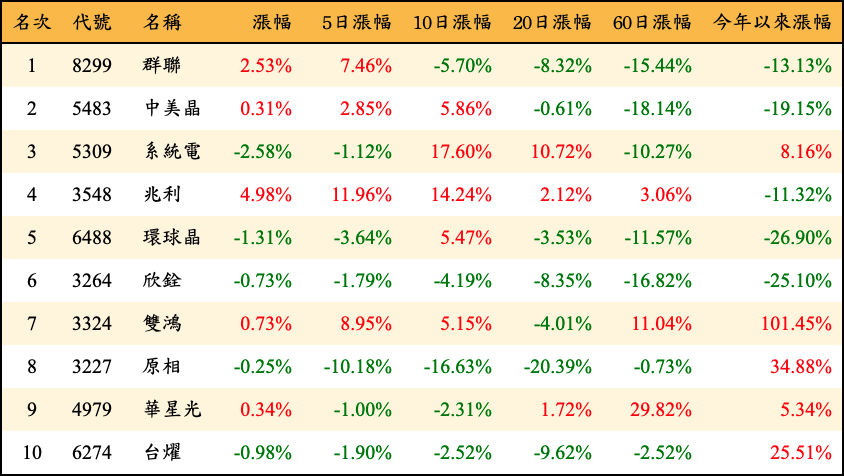 名次 代號 名稱 漲幅 5日漲幅 10日漲幅 20日漲幅 60日漲幅 今年以來漲幅
1 8299 群聯 2.53% 7.46% -5.70% -8.32% -15.44% -13.13%
2 5483 中美晶 0.31% 2.85% 5.86% -0.61% -18.14% -19.15%
3 5309 系統電 -2.58% -1.12% 17.60% 10.72% -10.27% 8.16%
4 3548 兆利 4.98% 11.96% 14.24% 2.12% 3.06% -11.32%
5 6488 環球晶 -1.31% -3.64% 5.47% -3.53% -11.57% -26.90%
6 3264 欣銓 -0.73% -1.79% -4.19% -8.35% -16.82% -25.10%
7 3324 雙鴻 0.73% 8.95% 5.15% -4.01% 11.04% 101.45%
8 3227 原相 -0.25% -10.18% -16.63% -20.39% -0.73% 34.88%
9 4979 華星光 0.34% -1.00% -2.31% 1.72% 29.82% 5.34%
10 6274 台燿 -0.98% -1.90% -2.52% -9.62% -2.52% 25.51%